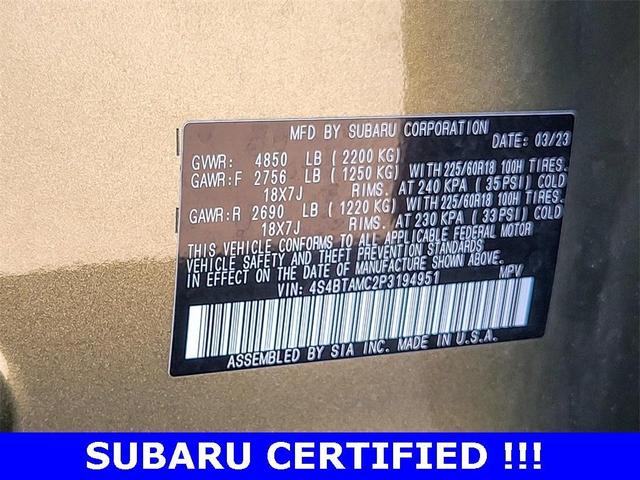 MFD BY SUBARU CORPORATION DATE: 03/23
GVWR: 4850 LB (2200 KG)
GAWR:F 2756 LB (1250 KG) WITH 225/60R18 100H TIRES.
18X7J RIMS. AT 240 KPA (35 PSI) COLD
GAWR:R 2690 LB (1220 KG) WITH 225/60R18 100H TIRES.
18X7J RIMS. AT 230 KPA (33 PSI) COLD
THIS VEHICLE CONFORMS TO ALL APPLICABLE FEDERAL MOTOR
VEHICLE SAFETY AND THEFT PREVENTION STANDARDS
IN EFFECT ON THE DATE OF MANUFACTURE SHOWN ABOVE.
VIN: 4S4BTAMC2P3194951 MPV
ASSEMBLED BY SIA INC. MADE IN U.S.A.
SUBARU CERTIFIED !!!